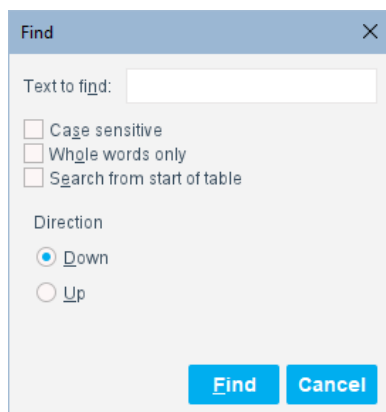 Find
Text to find:
Case sensitive
Whole words only
Search from start of table
Direction
Down
Up
Find Cancel